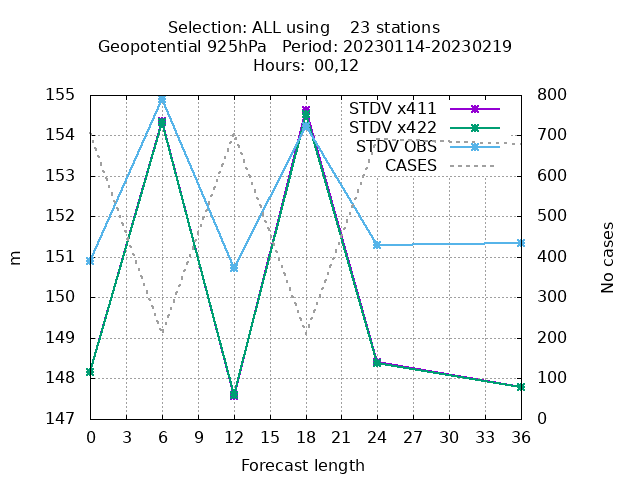 Selection: ALL using    23 stations
Geopotential 925hPa   Period: 20230114-20230219
Hours:  00,12
STDV x411
STDV x422
STDV OBS
CASES
155
154
153
152
151
150
149
148
147
m
800
700
600
500
400
300
200
100
0
No cases
0 3 6 9 12 15 18 21 24 27 30 33 36
Forecast length